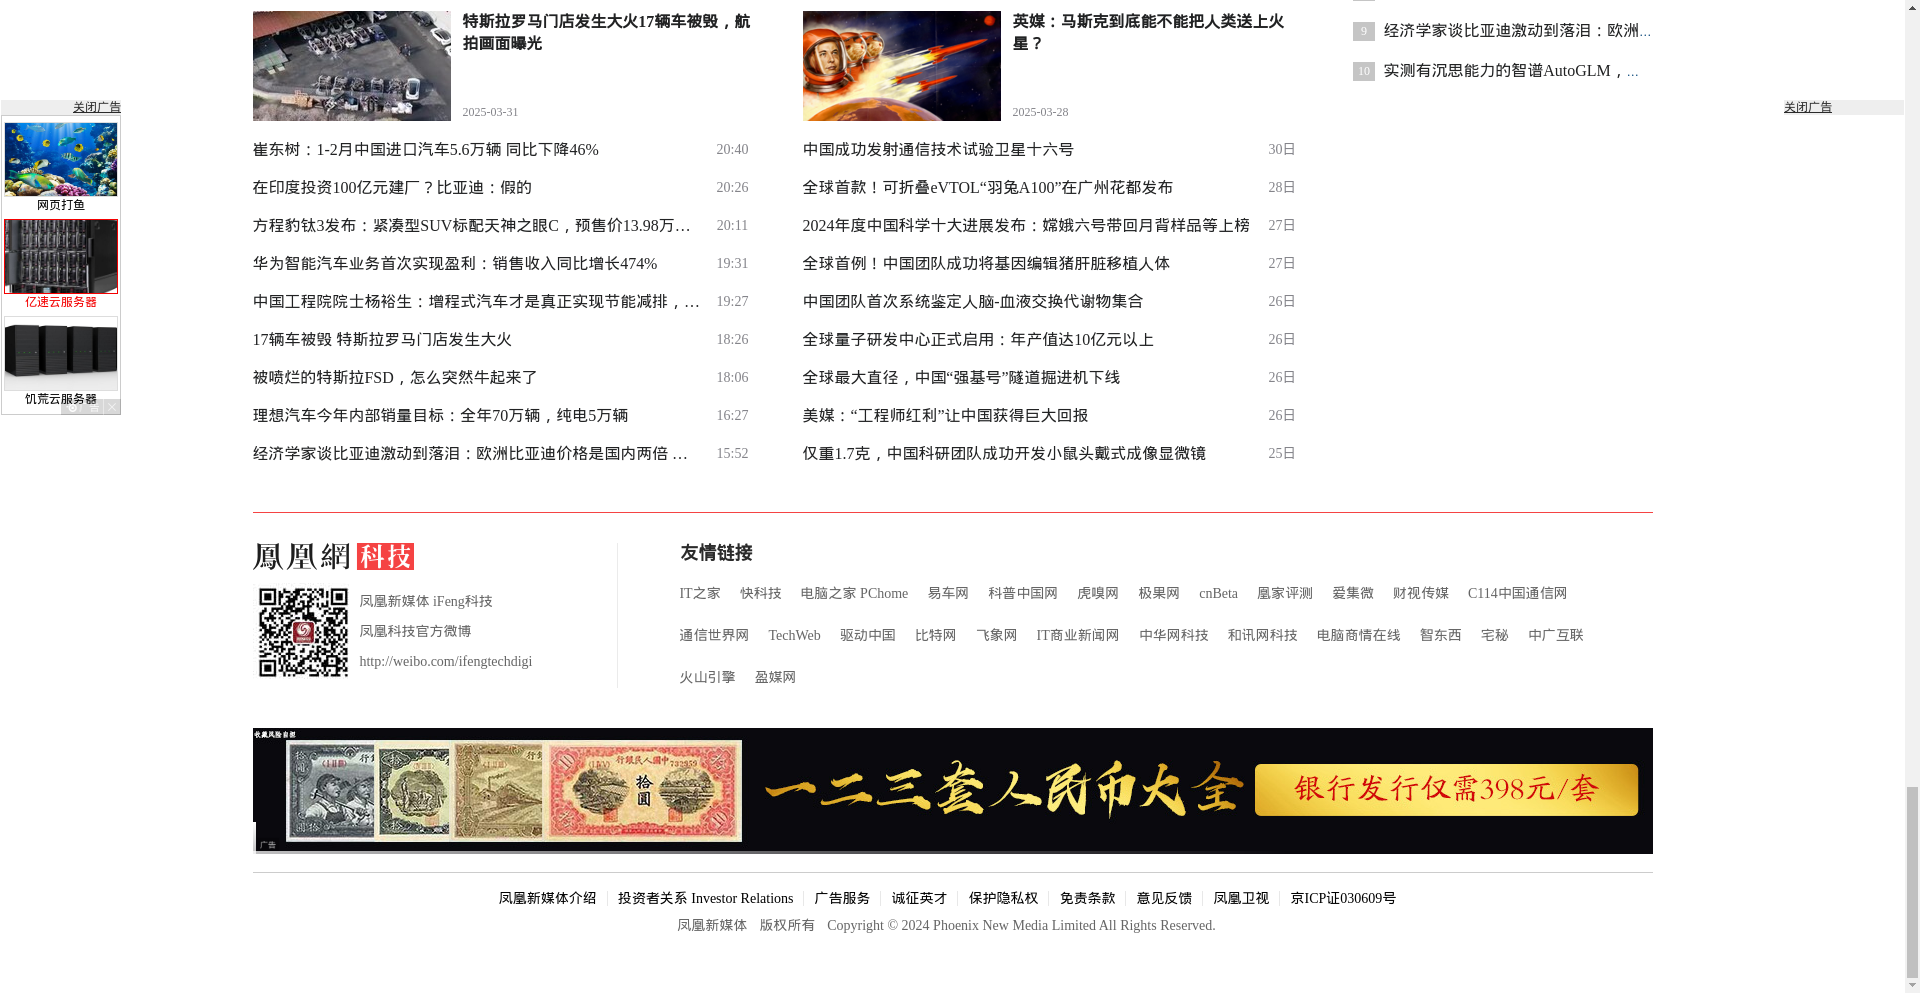 特斯拉罗马门店发生大火17辆车被毁，航
拍画面曝光
2025-03-31
英媒：马斯克到底能不能把人类送上火
星？
2025-03-28
9 经济学家谈比亚迪激动到落泪：欧洲...
10 实测有沉思能力的智谱AutoGLM，...
关闭广告
网页打鱼
亿速云服务器
饥荒云服务器
广告
关闭广告
崔东树：1-2月中国进口汽车5.6万辆 同比下降46% 20:40
在印度投资100亿元建厂？比亚迪：假的 20:26
方程豹钛3发布：紧凑型SUV标配天神之眼C，预售价13.98万… 20:11
华为智能汽车业务首次实现盈利：销售收入同比增长474% 19:31
中国工程院院士杨裕生：增程式汽车才是真正实现节能减排，… 19:27
17辆车被毁 特斯拉罗马门店发生大火 18:26
被喷烂的特斯拉FSD，怎么突然牛起来了 18:06
理想汽车今年内部销量目标：全年70万辆，纯电5万辆 16:27
经济学家谈比亚迪激动到落泪：欧洲比亚迪价格是国内两倍 … 15:52
中国成功发射通信技术试验卫星十六号 30日
全球首款！可折叠eVTOL“羽兔A100”在广州花都发布 28日
2024年度中国科学十大进展发布：嫦娥六号带回月背样品等上榜 27日
全球首例！中国团队成功将基因编辑猪肝脏移植人体 27日
中国团队首次系统鉴定人脑-血液交换代谢物集合 26日
全球量子研发中心正式启用：年产值达10亿元以上 26日
全球最大直径，中国“强基号”隧道掘进机下线 26日
美媒：“工程师红利”让中国获得巨大回报 26日
仅重1.7克，中国科研团队成功开发小鼠头戴式成像显微镜 25日
鳳凰網 科技
凤凰新媒体 iFeng科技
凤凰科技官方微博
http://weibo.com/ifengtechdigi
友情链接
IT之家 快科技 电脑之家 PChome 易车网 科普中国网 虎嗅网 极果网 cnBeta 凰家评测 爱集微 财视传媒 C114中国通信网
通信世界网 TechWeb 驱动中国 比特网 飞象网 IT商业新闻网 中华网科技 和讯网科技 电脑商情在线 智东西 宅秘 中广互联
火山引擎 盈媒网
收藏风险自担
一二三套人民币大全
银行发行仅需398元/套
广告
凤凰新媒体介绍 投资者关系 Investor Relations 广告服务 诚征英才 保护隐私权 免责条款 意见反馈 凤凰卫视 京ICP证030609号
凤凰新媒体 版权所有 Copyright © 2024 Phoenix New Media Limited All Rights Reserved.